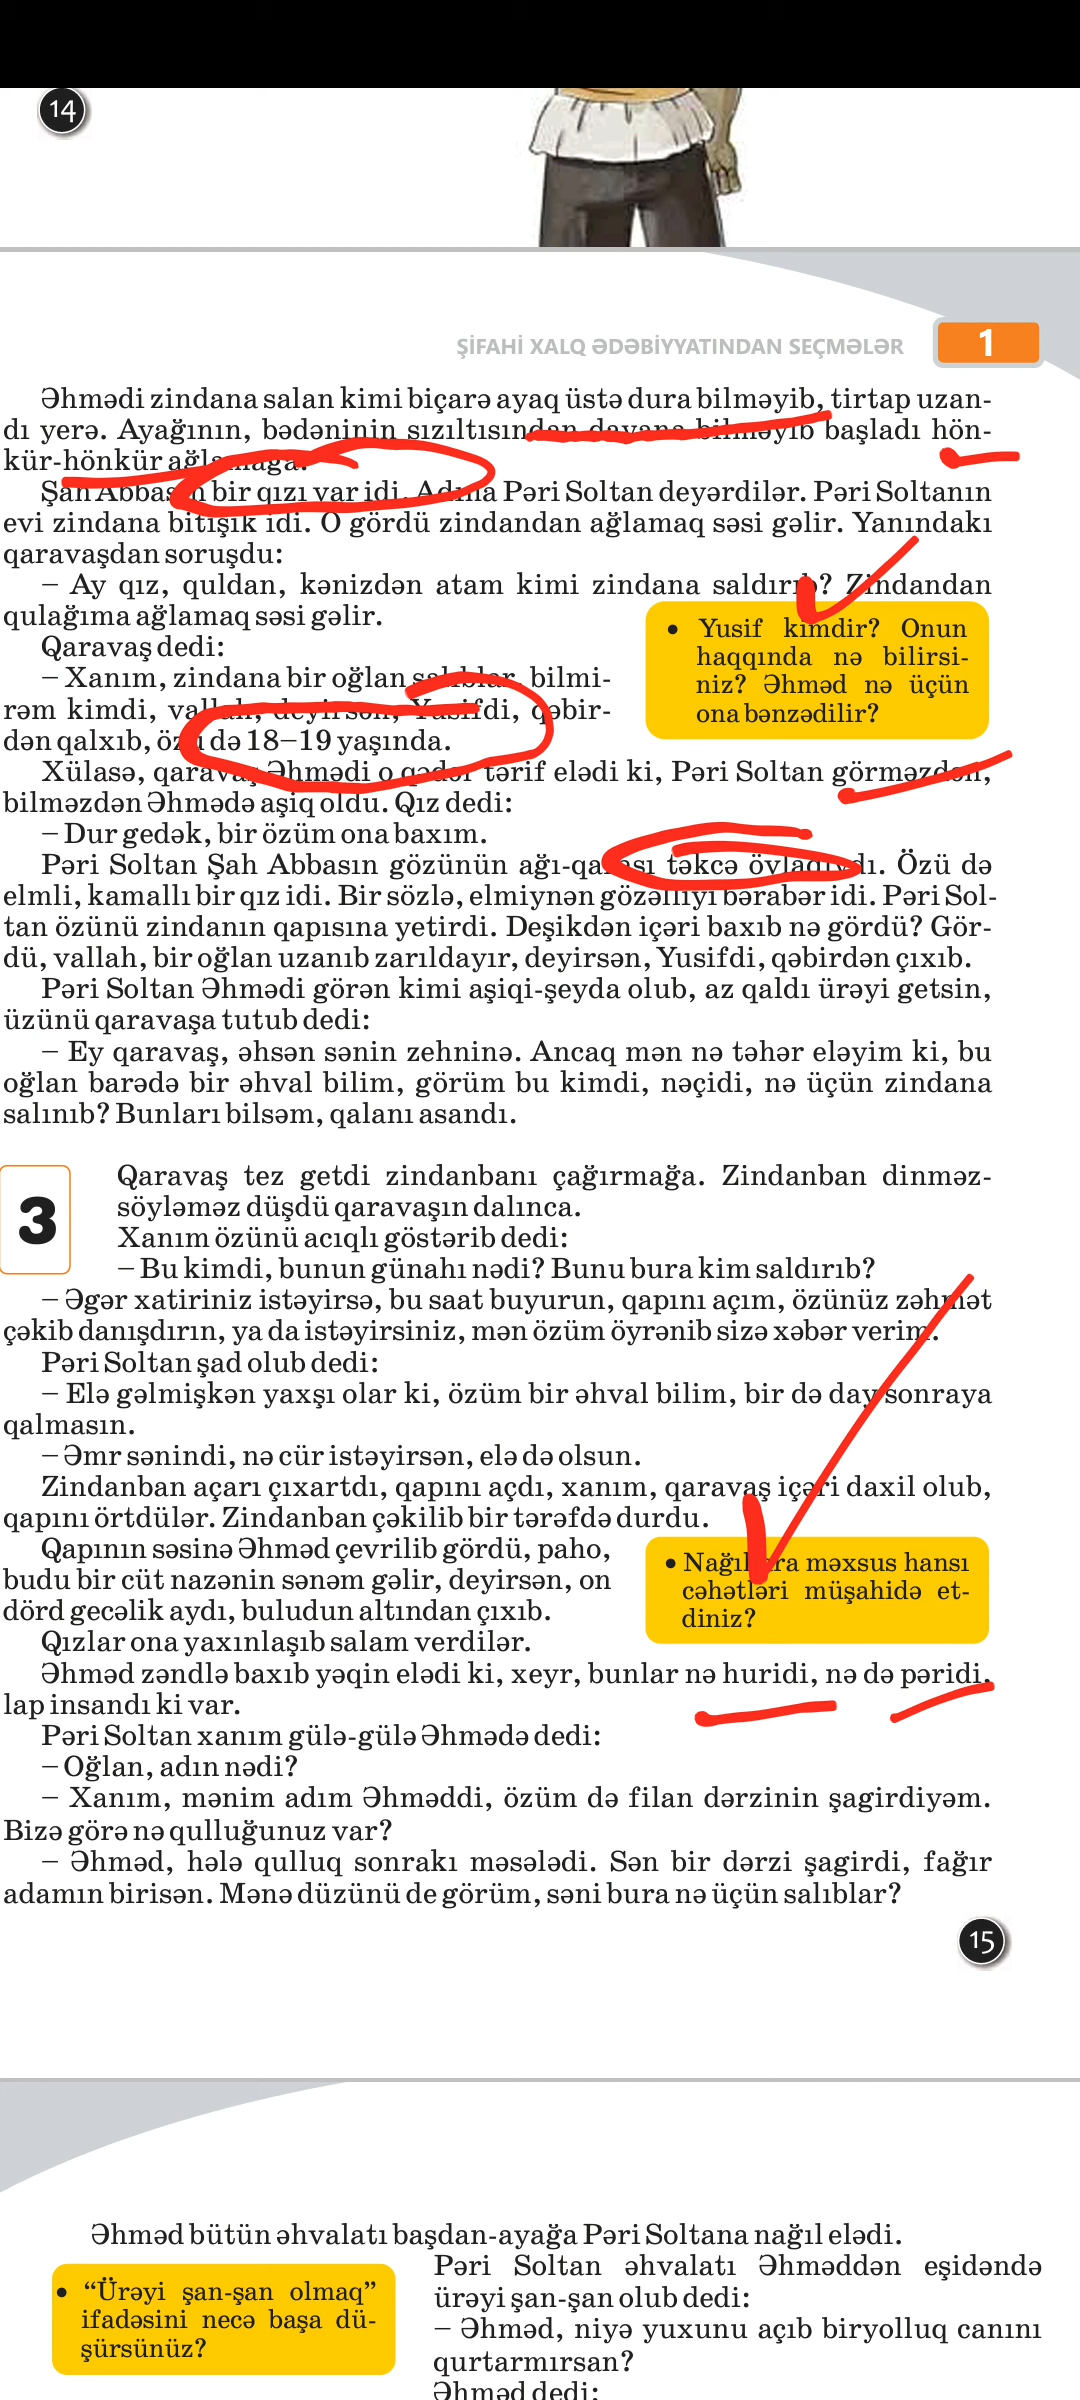 14
ŞİFAHİ XALQ ƏDƏBİYYATINDAN SEÇMƏLƏR
1
Əhmədi zindana salan kimi biçarə ayaq üstə dura bilməyib, tirtap uzan-
dı yerə. Ayağının, bədəninin sızıltısından dayana bilməyib başladı hön-
kür-hönkür ağlamağa.
Şah Abbasın bir qızı var idi. Adına Pəri Soltan deyərdilər. Pəri Soltanın
evi zindana bitişik idi. O gördü zindandan ağlamaq səsi gəlir. Yanındakı
qaravaşdan soruşdu:
– Ay qız, quldan, kənizdən atam kimi zindana saldırıb? Zindandan
qulağıma ağlamaq səsi gəlir.
Qaravaş dedi:
– Xanım, zindana bir oğlan salıblar, bilmi-
rəm kimdi, vallah, deyirsən, Yusifdi, qəbir-
dən qalxıb, özü də 18–19 yaşında.
• Yusif kimdir? Onun
haqqında nə bilirsi-
niz? Əhməd nə üçün
ona bənzədilir?
Xülasə, qaravaş Əhmədi o qədər tərif elədi ki, Pəri Soltan görməzdən,
bilməzdən Əhmədə aşiq oldu. Qız dedi:
– Dur gedək, bir özüm ona baxım.
Pəri Soltan Şah Abbasın gözünün ağı-qarası təkcə övladıydı. Özü də
elmli, kamallı bir qız idi. Bir sözlə, elmiynən gözəlliyi bərabər idi. Pəri Sol-
tan özünü zindanın qapısına yetirdi. Deşikdən içəri baxıb nə gördü? Gör-
dü, vallah, bir oğlan uzanıb zarıldayır, deyirsən, Yusifdi, qəbirdən çıxıb.
Pəri Soltan Əhmədi görən kimi aşiqi-şeyda olub, az qaldı ürəyi getsin,
üzünü qaravaşa tutub dedi:
– Ey qaravaş, əhsən sənin zehninə. Ancaq mən nə təhər eləyim ki, bu
oğlan barədə bir əhval bilim, görüm bu kimdi, nəçidi, nə üçün zindana
salınıb? Bunları bilsəm, qalanı asandı.
3
Qaravaş tez getdi zindanbanı çağırmağa. Zindanban dinməz-
söyləməz düşdü qaravaşın dalınca.
Xanım özünü acıqlı göstərib dedi:
– Bu kimdi, bunun günahı nədi? Bunu bura kim saldırıb?
– Əgər xatiriniz istəyirsə, bu saat buyurun, qapını açım, özünüz zəhmət
çəkib danışdırın, ya da istəyirsiniz, mən özüm öyrənib sizə xəbər verim.
Pəri Soltan şad olub dedi:
– Elə gəlmişkən yaxşı olar ki, özüm bir əhval bilim, bir də day sonraya
qalmasın.
– Əmr sənindi, nə cür istəyirsən, elə də olsun.
Zindanban açarı çıxartdı, qapını açdı, xanım, qaravaş içəri daxil olub,
qapını örtdülər. Zindanban çəkilib bir tərəfdə durdu.
Qapının səsinə Əhməd çevrilib gördü, paho,
budu bir cüt nazənin sənəm gəlir, deyirsən, on
dörd gecəlik aydı, buludun altından çıxıb.
• Nağıllara məxsus hansı
cəhətləri müşahidə et-
diniz?
Qızlar ona yaxınlaşıb salam verdilər.
Əhməd zəndlə baxıb yəqin elədi ki, xeyr, bunlar nə huridi, nə də pəridi,
lap insandı ki var.
Pəri Soltan xanım gülə-gülə Əhmədə dedi:
– Oğlan, adın nədi?
– Xanım, mənim adım Əhməddi, özüm də filan dərzinin şagirdiyəm.
Bizə görə nə qulluğunuz var?
– Əhməd, hələ qulluq sonrakı məsələdi. Sən bir dərzi şagirdi, fağır
adamın birisən. Mənə düzünü de görüm, səni bura nə üçün salıblar?
15
Əhməd bütün əhvalatı başdan-ayağa Pəri Soltana nağıl elədi.
• “Ürəyi şan-şan olmaq”
ifadəsini necə başa dü-
şürsünüz?
Pəri Soltan əhvalatı Əhməddən eşidəndə
ürəyi şan-şan olub dedi:
– Əhməd, niyə yuxunu açıb biryolluq canını
qurtarmırsan?
Əhməd dedi: